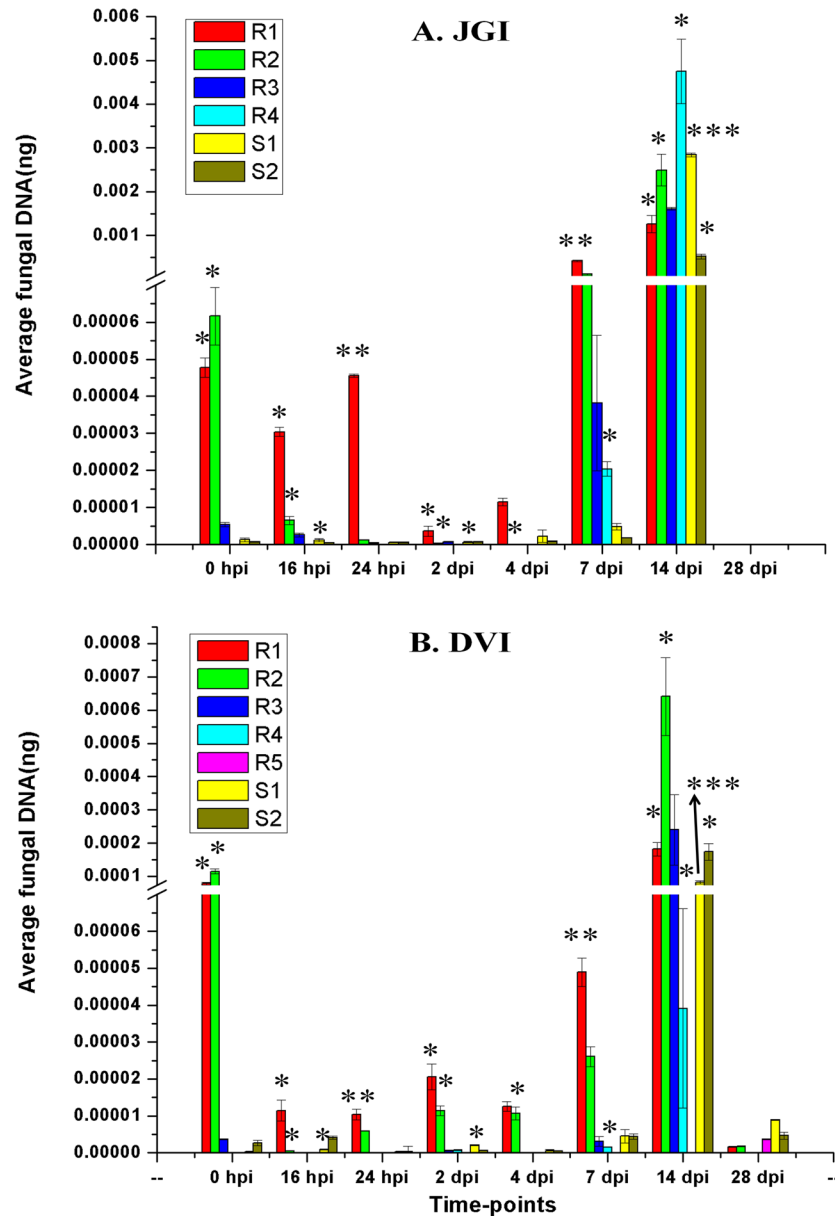 A. JGI
R1
R2
R3
R4
S1
S2
Average fungal DNA(ng)
0.006
0.005
0.004
0.003
0.002
0.001
0.00006
0.00005
0.00004
0.00003
0.00002
0.00001
0.00000
* * * * * ** * * * * ** * * * * *** *
0 hpi 16 hpi 24 hpi 2 dpi 4 dpi 7 dpi 14 dpi 28 dpi
B. DVI
R1
R2
R3
R4
R5
S1
S2
Average fungal DNA(ng)
0.0008
0.0007
0.0006
0.0005
0.0004
0.0003
0.0002
0.0001
0.00006
0.00005
0.00004
0.00003
0.00002
0.00001
0.00000
* * * * * ** * * * * ** * * * * *** *
-- 0 hpi 16 hpi 24 hpi 2 dpi 4 dpi 7 dpi 14 dpi 28 dpi --
Time-points